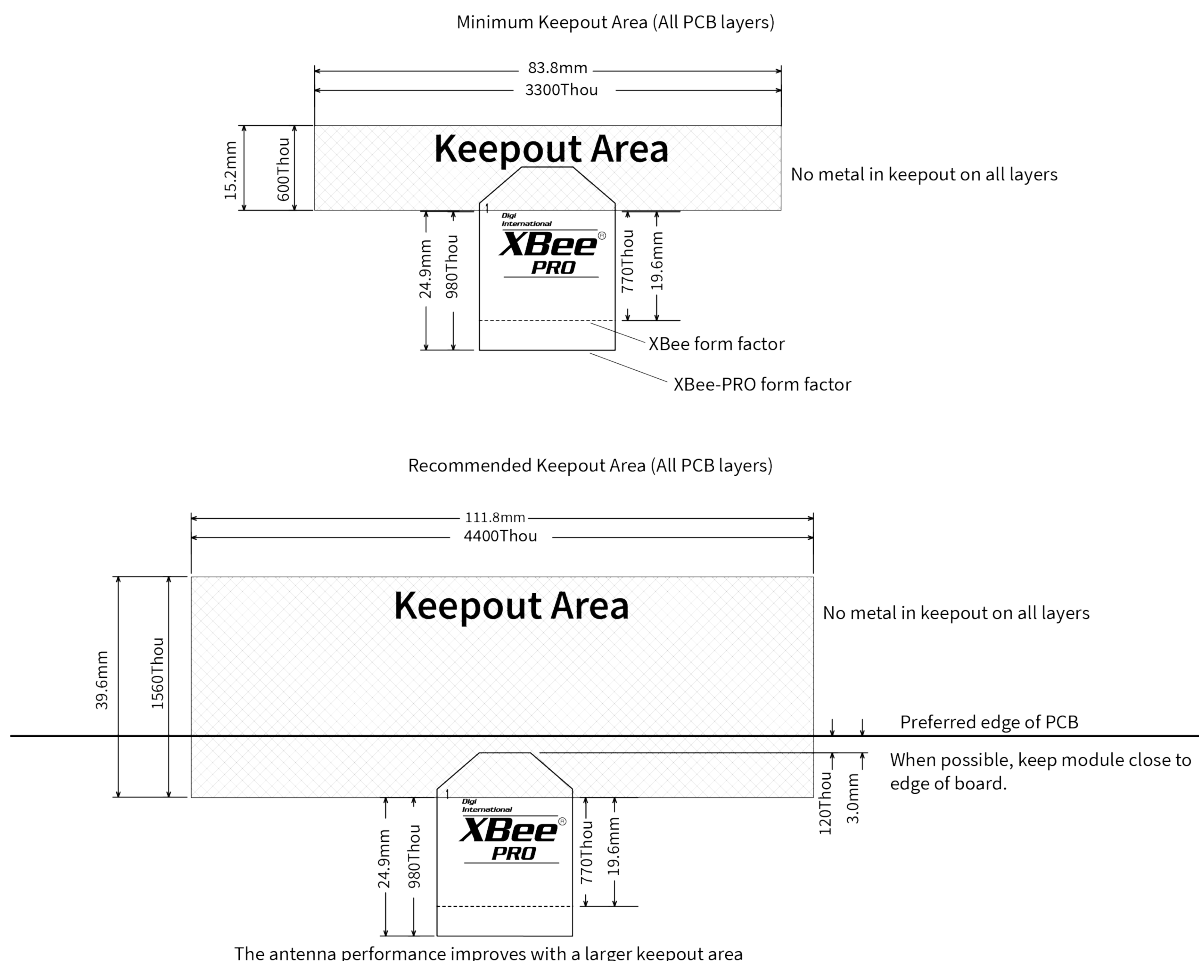 Minimum Keepout Area (All PCB layers)
83.8mm
3300Thou
Keepout Area
15.2mm
600Thou
No metal in keepout on all layers
1
Digi
International
XBee®
PRO
24.9mm
980Thou
770Thou
19.6mm
XBee form factor
XBee-PRO form factor
Recommended Keepout Area (All PCB layers)
111.8mm
4400Thou
Keepout Area
No metal in keepout on all layers
39.6mm
1560Thou
Preferred edge of PCB
When possible, keep module close to
edge of board.
120Thou
3.0mm
1
Digi
International
XBee®
PRO
24.9mm
980Thou
770Thou
19.6mm
The antenna performance improves with a larger keepout area